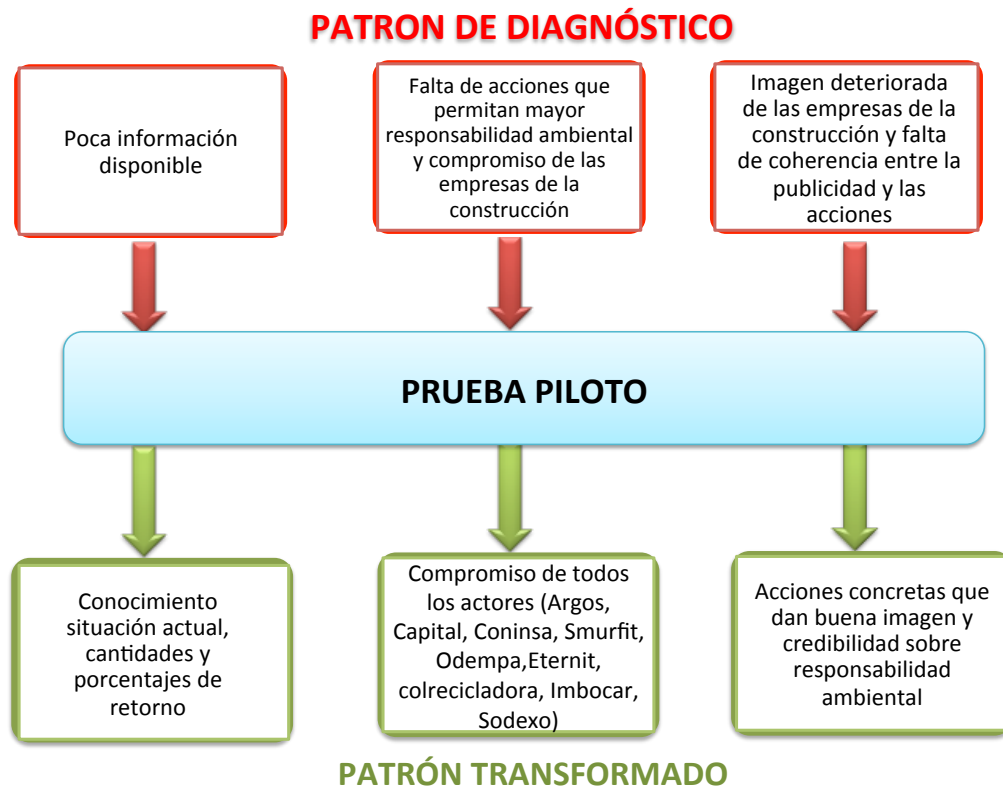 PATRON DE DIAGNÓSTICO
Poca información
disponible
Falta de acciones que
permitan mayor
responsabilidad ambiental
y compromiso de las
empresas de la
construcción
Imagen deteriorada
de las empresas de la
construcción y falta
de coherencia entre la
publicidad y las
acciones
PRUEBA PILOTO
Conocimiento
situación actual,
cantidades y
porcentajes de
retorno
Compromiso de todos
los actores (Argos,
Capital, Coninsa, Smurfit,
Odempa,Eternit,
colrecicladora, Imbocar,
Sodexo)
Acciones concretas que
dan buena imagen y
credibilidad sobre
responsabilidad
ambiental
PATRÓN TRANSFORMADO